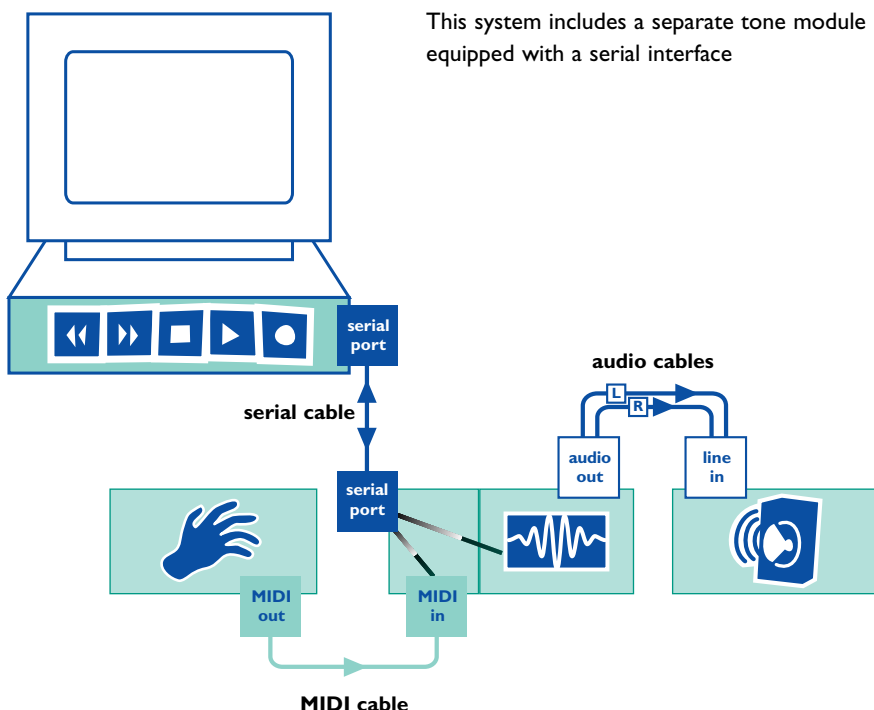 This system includes a separate tone module
equipped with a serial interface
serial
port
audio cables
L
R
serial cable
audio
out
line
in
serial
port
MIDI
out
MIDI
in
MIDI cable